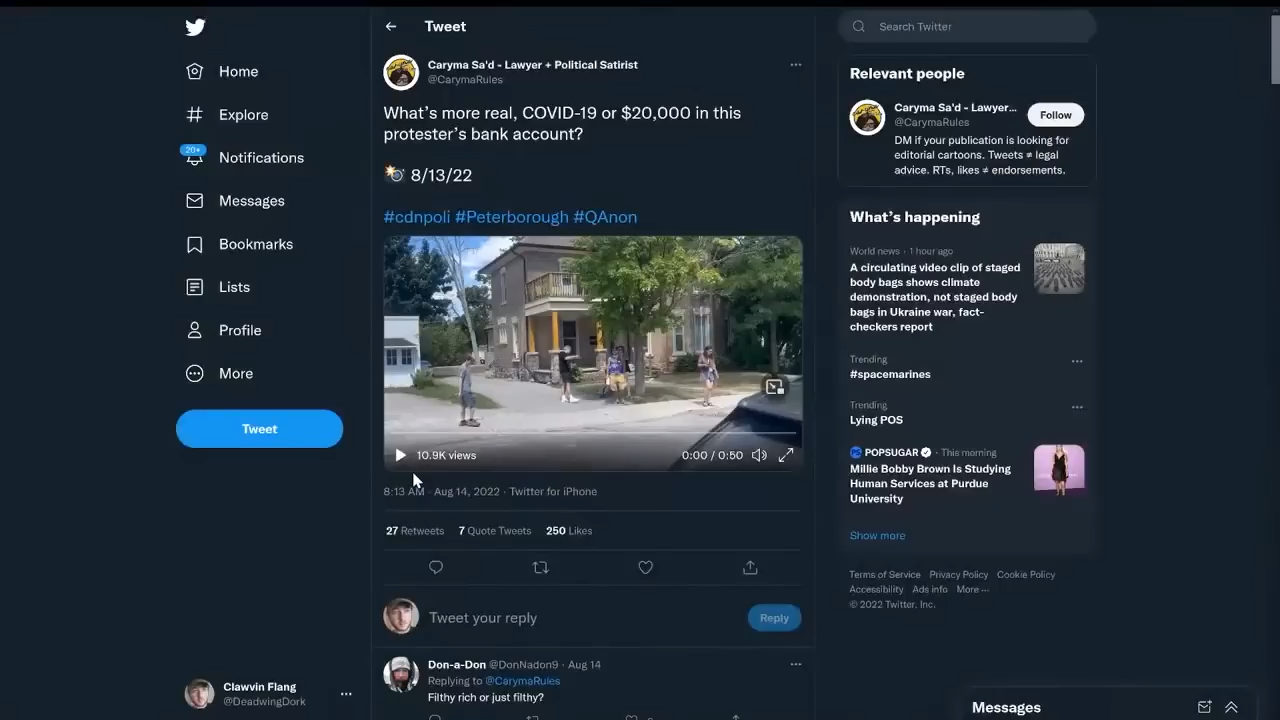 Home
Explore
20+
Notifications
Messages
Bookmarks
Lists
Profile
More
Tweet
Clawvin Flang
@DeadwingDork
Tweet
Caryma Sa'd - Lawyer + Political Satirist
@CarymaRules
What's more real, COVID-19 or $20,000 in this
protester's bank account?
8/13/22
#cdnpoli #Peterborough #QAnon
10.9K views
0:00 / 0:50
8:13 AM · Aug 14, 2022 · Twitter for iPhone
27 Retweets 7 Quote Tweets 250 Likes
Tweet your reply
Reply
Don-a-Don @DonNadon9 · Aug 14
Replying to @CarymaRules
Filthy rich or just filthy?
Search Twitter
Relevant people
Caryma Sa'd - Lawyer...
@CarymaRules
Follow
DM if your publication is looking for
editorial cartoons. Tweets ≠ legal
advice. RTs, likes ≠ endorsements.
What's happening
World news · 1 hour ago
A circulating video clip of staged
body bags shows climate
demonstration, not staged body
bags in Ukraine war, fact-
checkers report
Trending
#spacemarines
Trending
Lying POS
POPSUGAR · This morning
Millie Bobby Brown Is Studying
Human Services at Purdue
University
Show more
Terms of Service Privacy Policy Cookie Policy
Accessibility Ads info More ···
© 2022 Twitter, Inc.
Messages